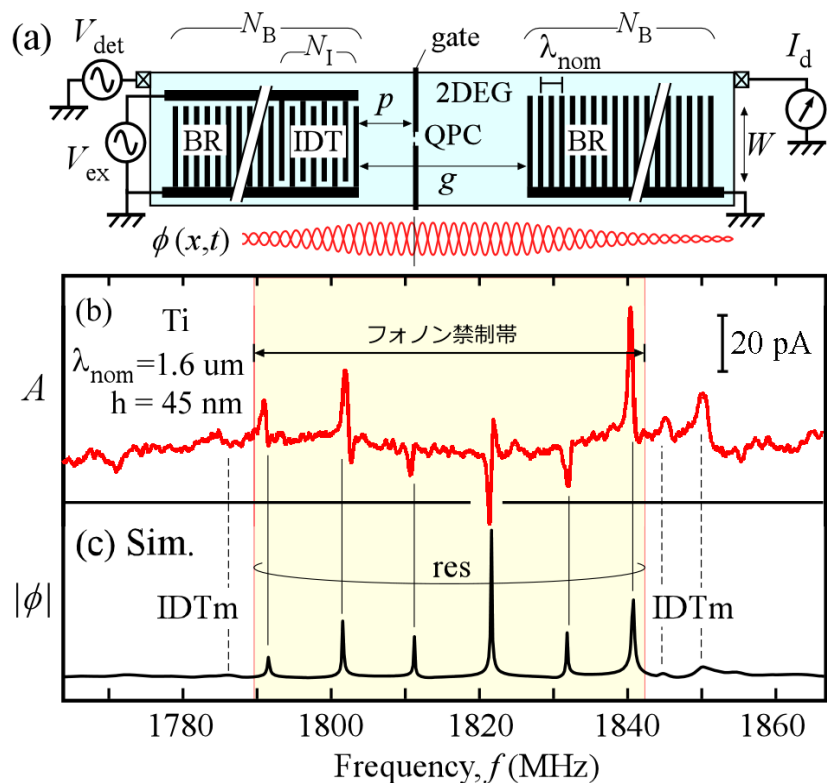 (a)
V_det
V_ex
N_B
N_I
gate
N_B
λ_nom
I_d
p
2DEG
BR
IDT
QPC
BR
W
g
ϕ(x,t)
(b)
Ti
λ_nom=1.6 um
h = 45 nm
フォノン禁制帯
20 pA
A
(c) Sim.
res
|ϕ|
IDTm
IDTm
1780 1800 1820 1840 1860
Frequency, f (MHz)